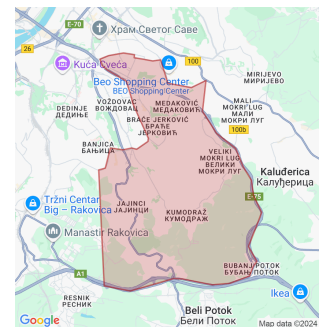 E-70
Храм Светог Саве
26
Kuća Cveća
100
Beo Shopping Center
BEO ShoppingCenter
MIRIJEVO
МИРИЈЕВО
VOZDOVAC
ВОЖДОВАЦ
MEDAKOVIĆ
МЕДАКОВИЋ
DEDINJE
ДЕДИЊЕ
MALI
MOKRI LUG
МАЛИ
МОКРИ ЛУГ
BRAĆE JERKOVIĆ
БРАЋЕ
ЈЕРКОВИЋ
100b
BANJICA
БАЊИЦА
VELIKI
MOKRI LUG
ВЕЛИКИ
МОКРИ ЛУГ
Kaluđerica
Калуђерица
E-75
Tržni Centar
Big – Rakovica
JAJINCI
ЈАЈИНЦИ
KUMODRAŽ
КУМОДРАЖ
Manastir Rakovica
BUBANJ POTOK
БУБАЊ ПОТОК
A1
Ikea
RESNIK
РЕСНИК
Beli Potok
Бели Поток
Google
Map data ©2024